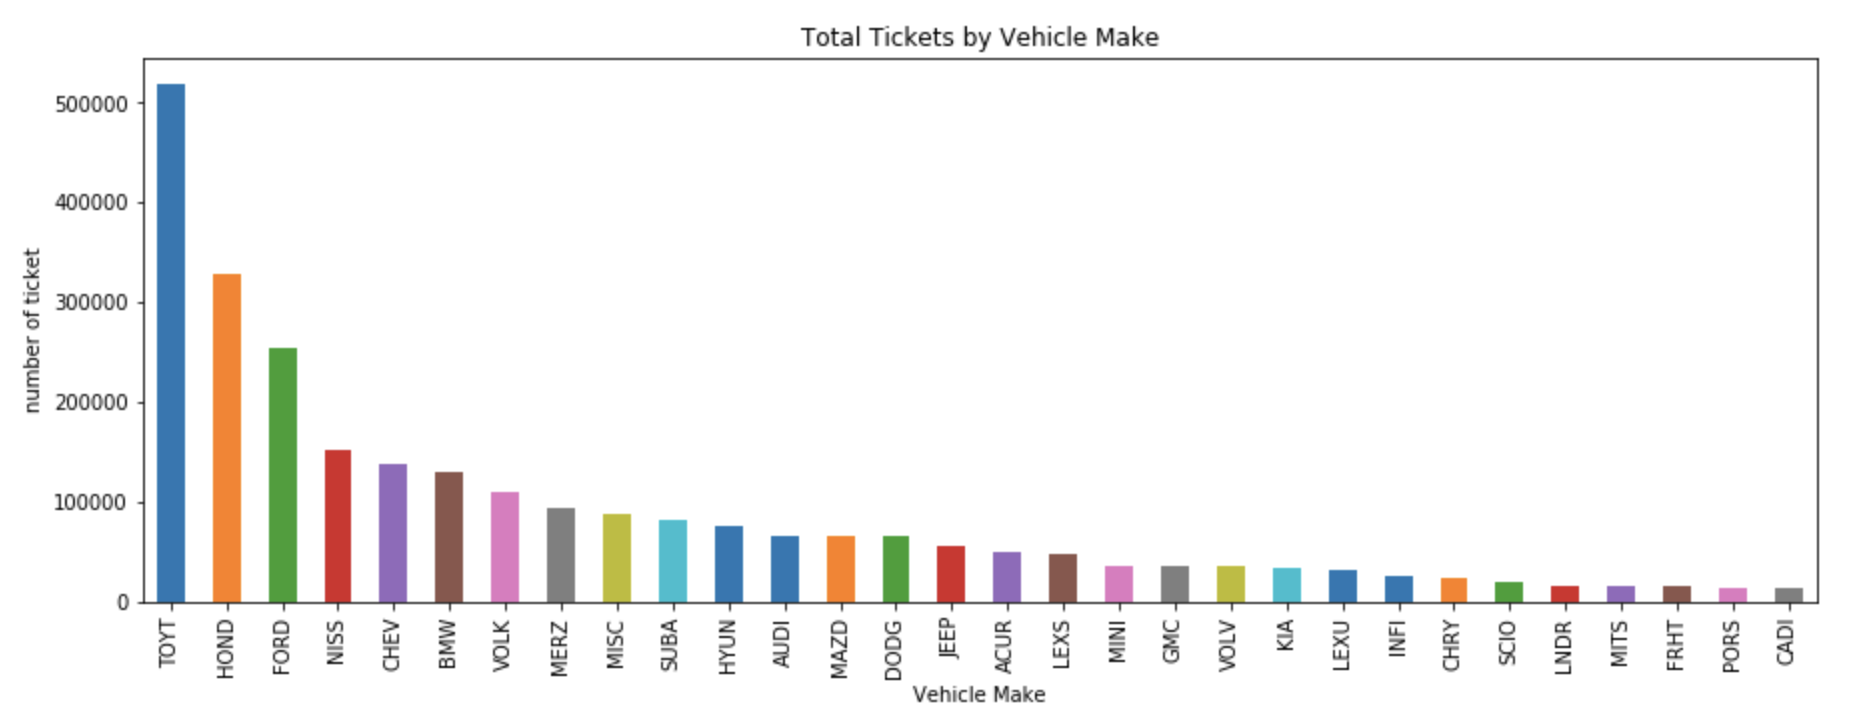 Total Tickets by Vehicle Make
number of ticket
500000
400000
300000
200000
100000
0
TOYT
HOND
FORD
NISS
CHEV
BMW
VOLK
MERZ
MISC
SUBA
HYUN
AUDI
MAZD
DODG
JEEP
ACUR
LEXS
MINI
GMC
VOLV
KIA
LEXU
INFI
CHRY
SCIO
LNDR
MITS
FRHT
PORS
CADI
Vehicle Make